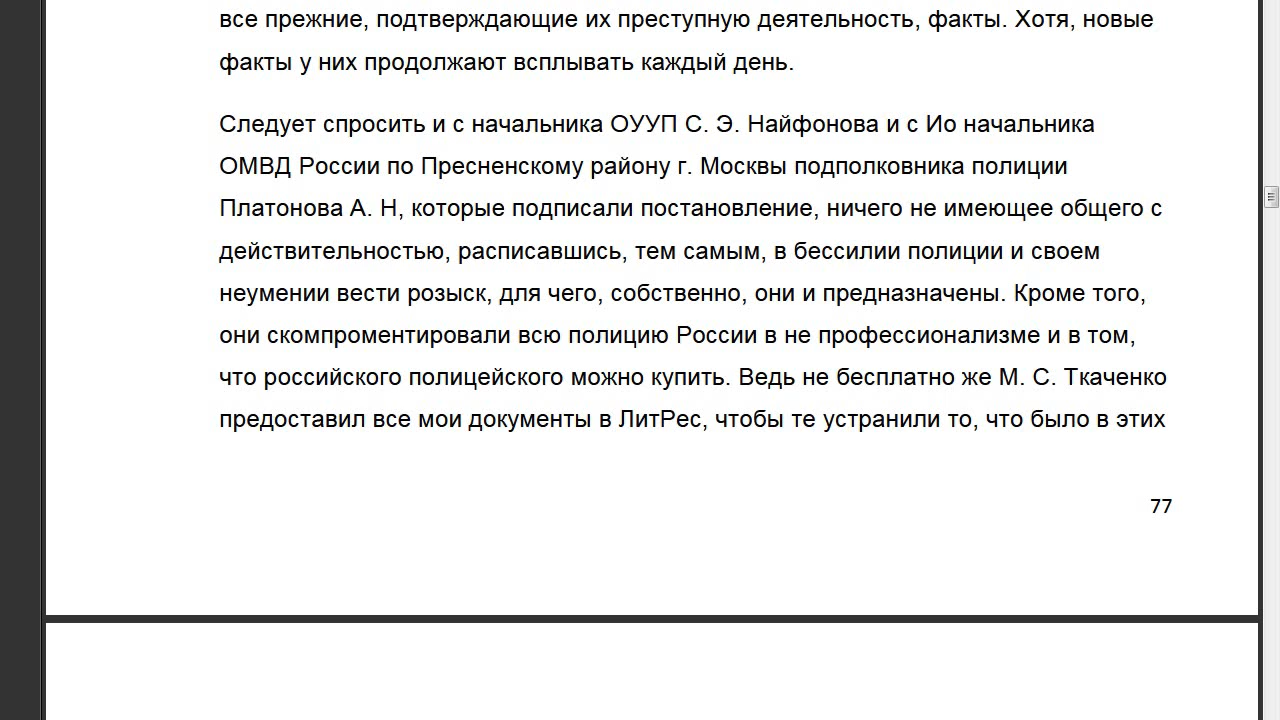 все прежние, подтверждающие их преступную деятельность, факты. Хотя, новые
факты у них продолжают всплывать каждый день.
Следует спросить и с начальника ОУУП С. Э. Найфонова и с Ио начальника
ОМВД России по Пресненскому району г. Москвы подполковника полиции
Платонова А. Н, которые подписали постановление, ничего не имеющее общего с
действительностью, расписавшись, тем самым, в бессилии полиции и своем
неумении вести розыск, для чего, собственно, они и предназначены. Кроме того,
они скомпроментировали всю полицию России в не профессионализме и в том,
что российского полицейского можно купить. Ведь не бесплатно же М. С. Ткаченко
предоставил все мои документы в ЛитРес, чтобы те устранили то, что было в этих
77